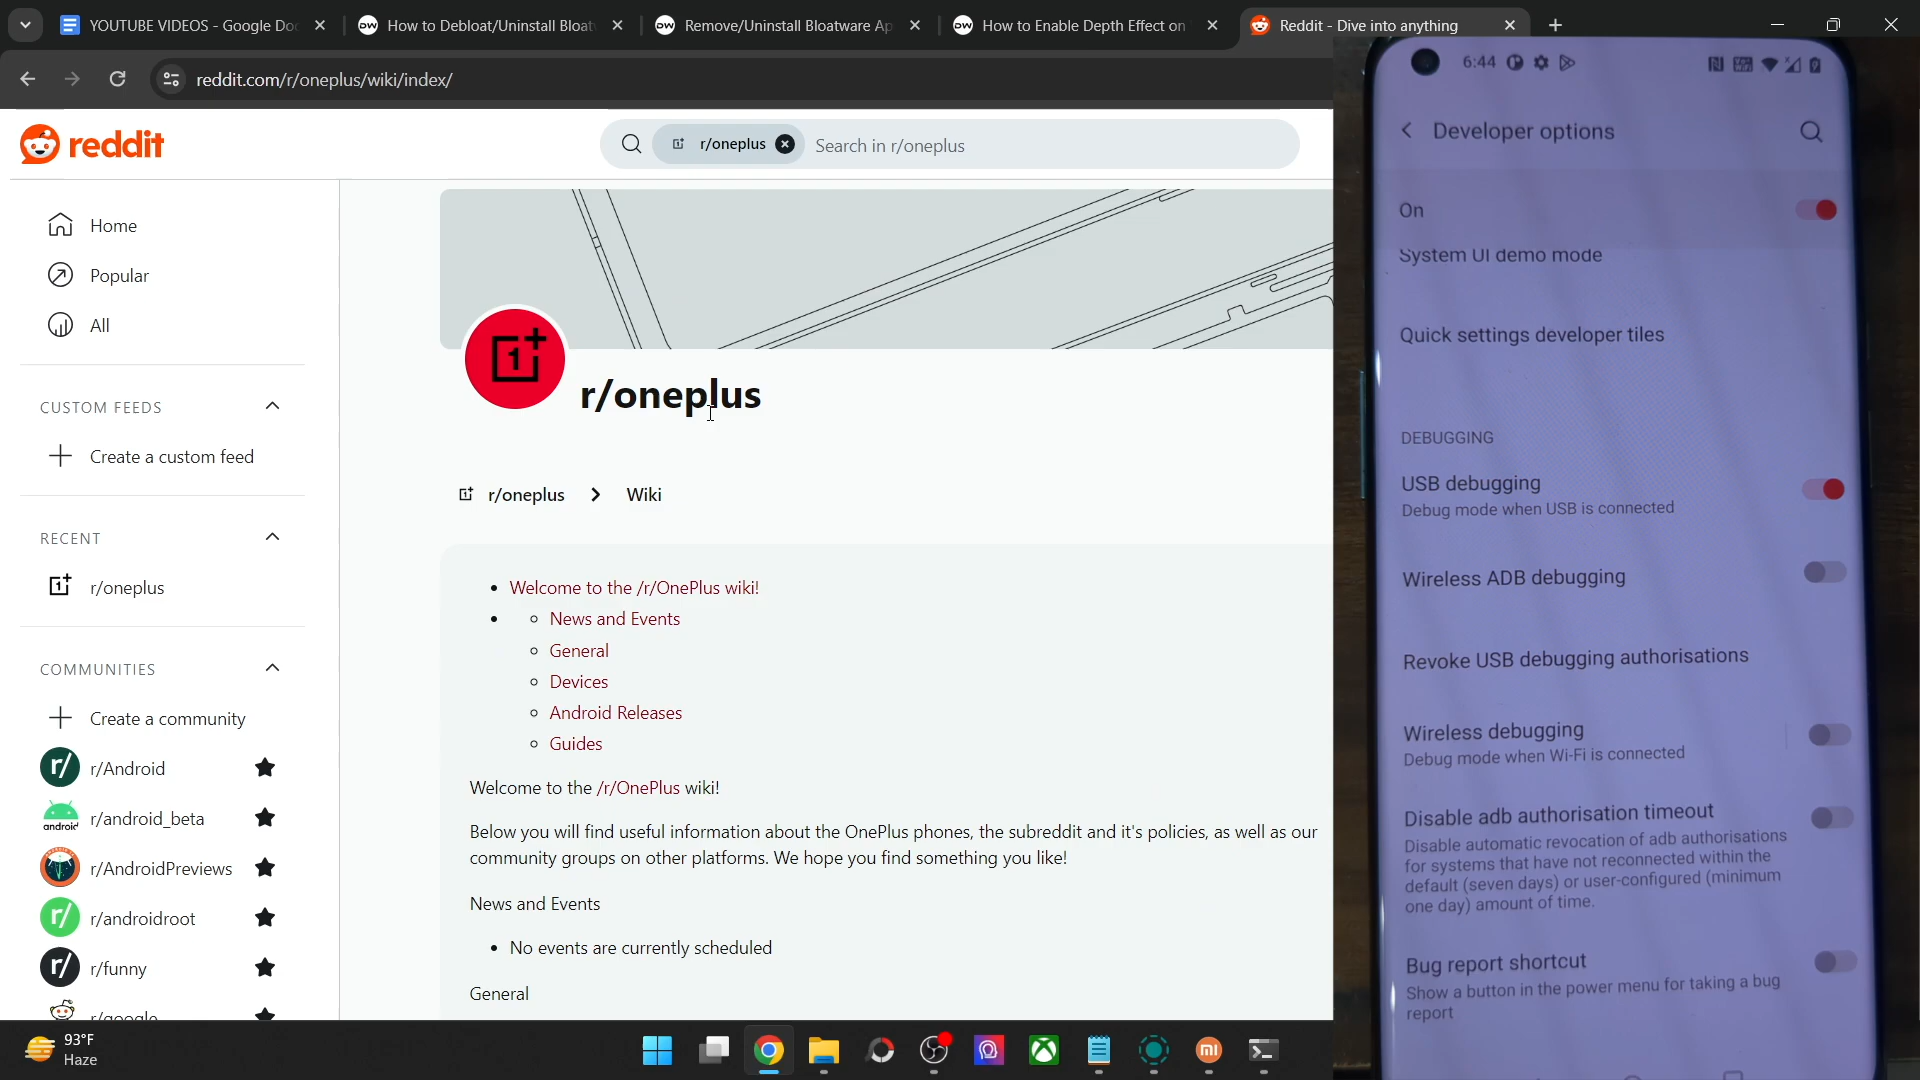 YOUTUBE VIDEOS - Google Do
How to Debloat/Uninstall Bloat
Remove/Uninstall Bloatware Ap
How to Enable Depth Effect on
Reddit - Dive into anything
reddit.com/r/oneplus/wiki/index/
reddit
r/oneplus
Search in r/oneplus
Home
Popular
All
CUSTOM FEEDS
Create a custom feed
RECENT
r/oneplus
COMMUNITIES
Create a community
r/Android
r/android_beta
r/AndroidPreviews
r/androidroot
r/funny
r/google
r/oneplus
r/oneplus
Wiki
Welcome to the /r/OnePlus wiki!
News and Events
General
Devices
Android Releases
Guides
Welcome to the /r/OnePlus wiki!
Below you will find useful information about the OnePlus phones, the subreddit and it's policies, as well as our
community groups on other platforms. We hope you find something you like!
News and Events
No events are currently scheduled
General
6:44
Developer options
On
System UI demo mode
Quick settings developer tiles
DEBUGGING
USB debugging
Debug mode when USB is connected
Wireless ADB debugging
Revoke USB debugging authorisations
Wireless debugging
Debug mode when Wi-Fi is connected
Disable adb authorisation timeout
Disable automatic revocation of adb authorisations
for systems that have not reconnected within the
default (seven days) or user-configured (minimum
one day) amount of time.
Bug report shortcut
Show a button in the power menu for taking a bug
report
93°F
Haze